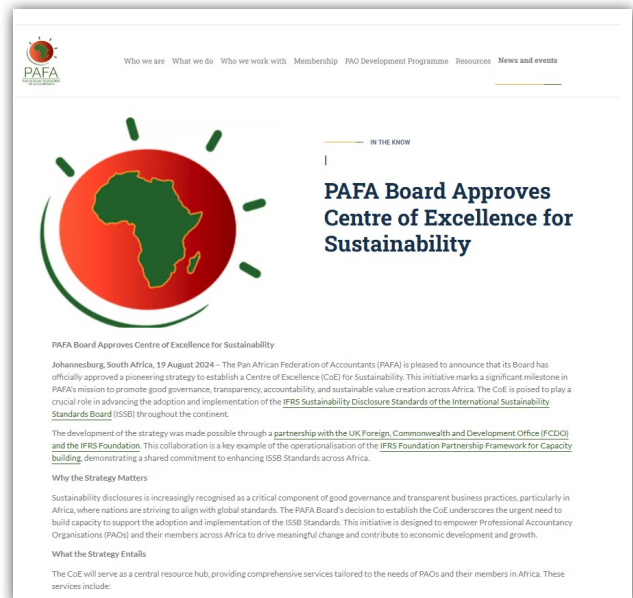 PAFA
PAN AFRICAN FEDERATION
OF ACCOUNTANTS
Who we are What we do Who we work with Membership PAO Development Programme Resources News and events
IN THE KNOW
PAFA Board Approves
Centre of Excellence for
Sustainability
PAFA Board Approves Centre of Excellence for Sustainability
Johannesburg, South Africa, 19 August 2024 – The Pan African Federation of Accountants (PAFA) is pleased to announce that its Board has
officially approved a pioneering strategy to establish a Centre of Excellence (CoE) for Sustainability. This initiative marks a significant milestone in
PAFA's mission to promote good governance, transparency, accountability, and sustainable value creation across Africa. The CoE is poised to play a
crucial role in advancing the adoption and implementation of the IFRS Sustainability Disclosure Standards of the International Sustainability
Standards Board (ISSB) throughout the continent.
The development of the strategy was made possible through a partnership with the UK Foreign, Commonwealth and Development Office (FCDO)
and the IFRS Foundation. This collaboration is a key example of the operationalisation of the IFRS Foundation Partnership Framework for Capacity
building, demonstrating a shared commitment to enhancing ISSB Standards across Africa.
Why the Strategy Matters
Sustainability disclosures is increasingly recognised as a critical component of good governance and transparent business practices, particularly in
Africa, where nations are striving to align with global standards. The PAFA Board's decision to establish the CoE underscores the urgent need to
build capacity to support the adoption and implementation of the ISSB Standards. This initiative is designed to empower Professional Accountancy
Organisations (PAOs) and their members across Africa to drive meaningful change and contribute to economic development and growth.
What the Strategy Entails
The CoE will serve as a central resource hub, providing comprehensive services tailored to the needs of PAOs and their members in Africa. These
services include: